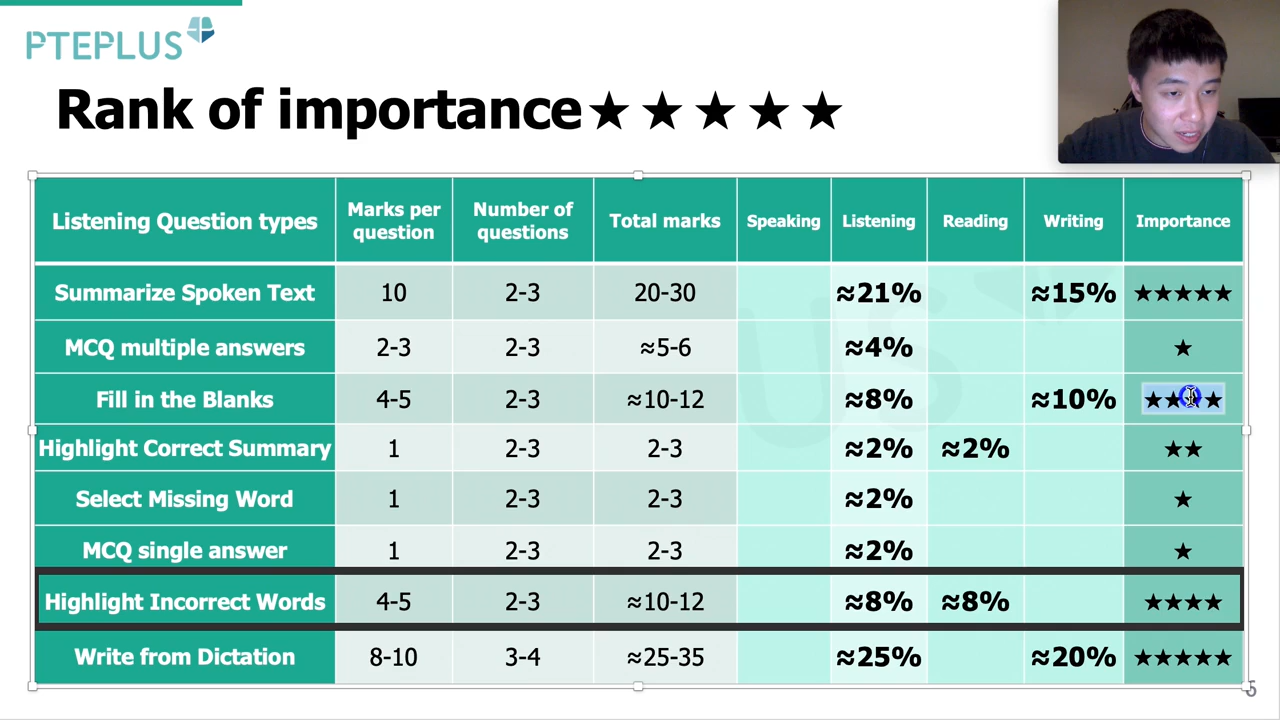 PTEPLUS
Rank of importance★ ★ ★ ★ ★
Listening Question types Marks per question Number of questions Total marks Speaking Listening Reading Writing Importance
Summarize Spoken Text 10 2-3 20-30 ≈21% ≈15% ★★★★★
MCQ multiple answers 2-3 2-3 ≈5-6 ≈4% ★
Fill in the Blanks 4-5 2-3 ≈10-12 ≈8% ≈10% ★★★★
Highlight Correct Summary 1 2-3 2-3 ≈2% ≈2% ★★
Select Missing Word 1 2-3 2-3 ≈2% ★
MCQ single answer 1 2-3 2-3 ≈2% ★
Highlight Incorrect Words 4-5 2-3 ≈10-12 ≈8% ≈8% ★★★★
Write from Dictation 8-10 3-4 ≈25-35 ≈25% ≈20% ★★★★★
5